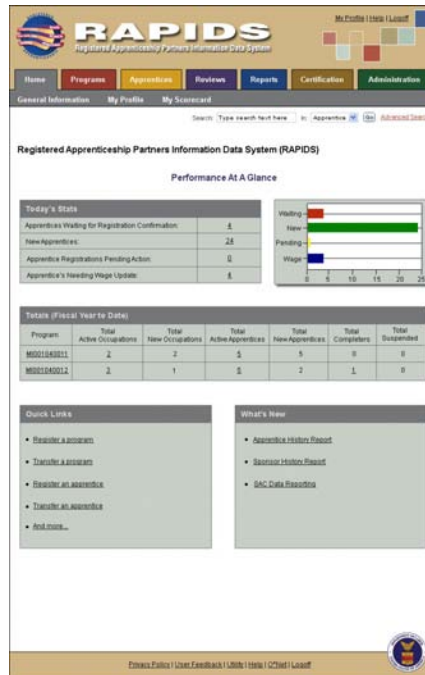 My Profile | Help | Logoff
RAPIDS
Registered Apprenticeship Partners Information Data System
Home Programs Apprentices Reviews Reports Certification Administration
General Information My Profile My Scorecard
Search: Type search text here in: Apprentice Go Advanced Search
Registered Apprenticeship Partners Information Data System (RAPIDS)
Performance At A Glance
Today's Stats
Apprentices Waiting for Registration Confirmation: 4
New Apprentices: 24
Apprentice Registrations Pending Action: 0
Apprentice's Needing Wage Update: 4
Waiting
New
Pending
Wage
0 5 10 15 20 25
Totals (Fiscal Year to Date)
Program Total Active Occupations Total New Occupations Total Active Apprentices Total New Apprentices Total Completers Total Suspended
MI001040011 2 2 5 5 0 0
MI001040012 3 1 5 2 1 0
Quick Links
• Register a program
• Transfer a program
• Register an apprentice
• Transfer an apprentice
• And more...
What's New
• Apprentice History Report
• Sponsor History Report
• SAC Data Reporting
Privacy Policy | User Feedback | Utility | Help | O*Net | Logoff